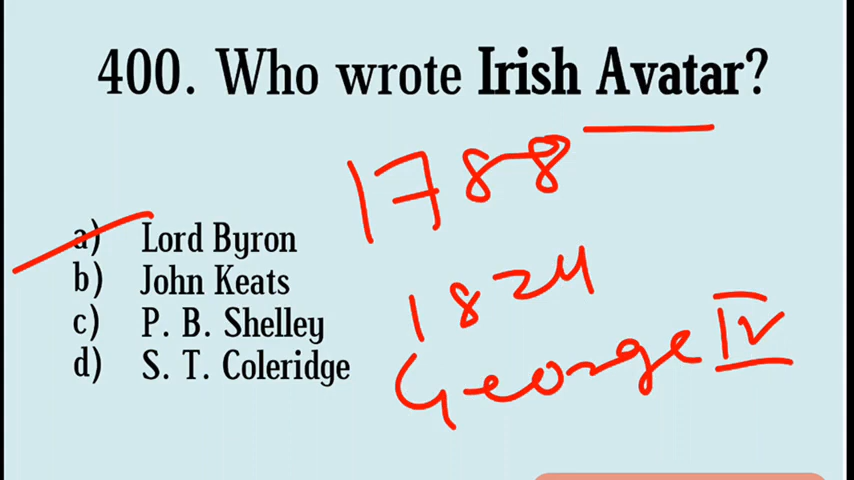 400. Who wrote Irish Avatar?
1788
a) Lord Byron
b) John Keats
1824
c) P. B. Shelley
George IV
d) S. T. Coleridge